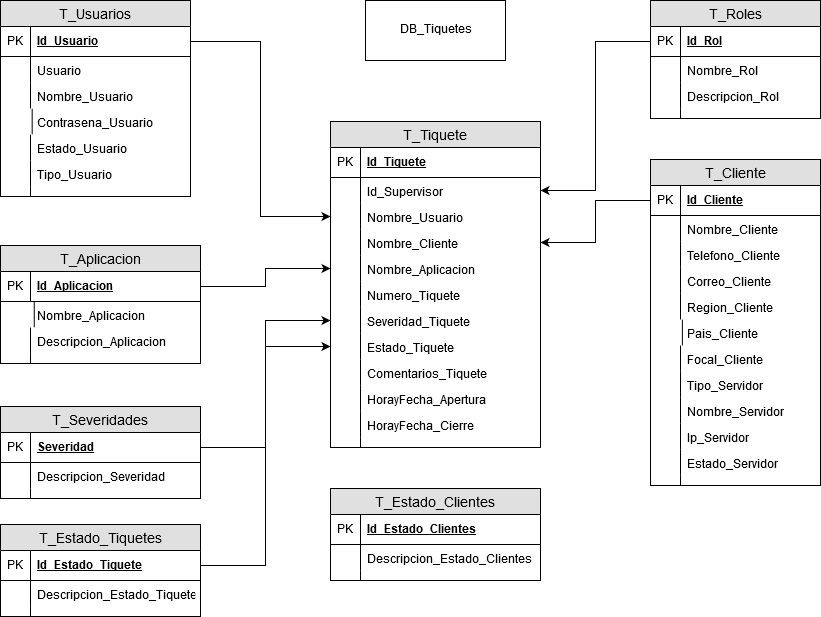 T_Usuarios
PK Id_Usuario
Usuario
Nombre_Usuario
Contrasena_Usuario
Estado_Usuario
Tipo_Usuario
DB_Tiquetes
T_Roles
PK Id_Rol
Nombre_Rol
Descripcion_Rol
T_Tiquete
PK Id_Tiquete
Id_Supervisor
Nombre_Usuario
Nombre_Cliente
Nombre_Aplicacion
Numero_Tiquete
Severidad_Tiquete
Estado_Tiquete
Comentarios_Tiquete
HorayFecha_Apertura
HorayFecha_Cierre
T_Cliente
PK Id_Cliente
Nombre_Cliente
Telefono_Cliente
Correo_Cliente
Region_Cliente
Pais_Cliente
Focal_Cliente
Tipo_Servidor
Nombre_Servidor
Ip_Servidor
Estado_Servidor
T_Aplicacion
PK Id_Aplicacion
Nombre_Aplicacion
Descripcion_Aplicacion
T_Severidades
PK Severidad
Descripcion_Severidad
T_Estado_Clientes
PK Id_Estado_Clientes
Descripcion_Estado_Clientes
T_Estado_Tiquetes
PK Id_Estado_Tiquete
Descripcion_Estado_Tiquete